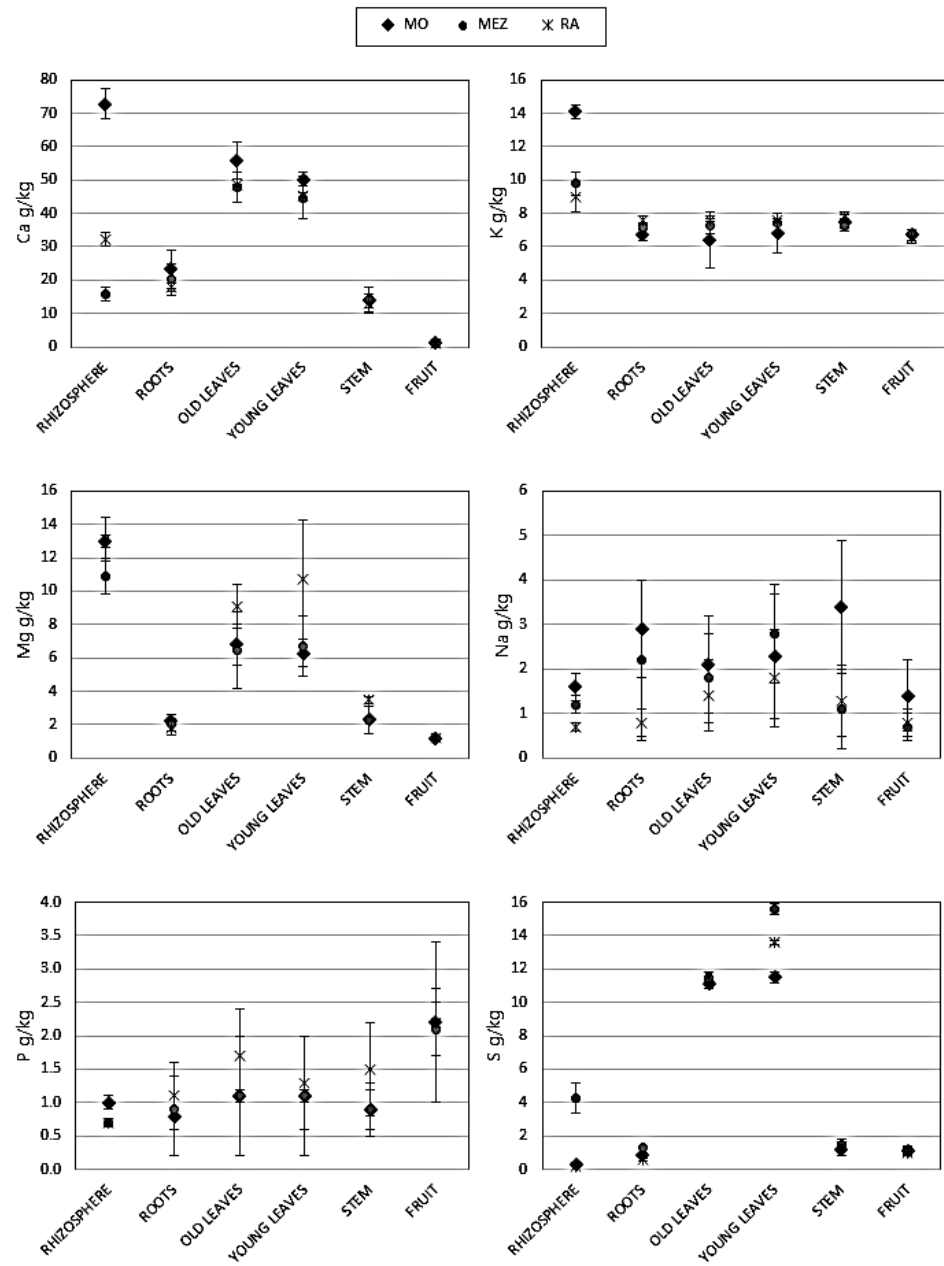 MO MEZ RA
Ca g/kg
80
70
60
50
40
30
20
10
0
RHIZOSPHERE
ROOTS
OLD LEAVES
YOUNG LEAVES
STEM
FRUIT
K g/kg
16
14
12
10
8
6
4
2
0
RHIZOSPHERE
ROOTS
OLD LEAVES
YOUNG LEAVES
STEM
FRUIT
Mg g/kg
16
14
12
10
8
6
4
2
0
RHIZOSPHERE
ROOTS
OLD LEAVES
YOUNG LEAVES
STEM
FRUIT
Na g/kg
6
5
4
3
2
1
0
RHIZOSPHERE
ROOTS
OLD LEAVES
YOUNG LEAVES
STEM
FRUIT
P g/kg
4.0
3.5
3.0
2.5
2.0
1.5
1.0
0.5
0.0
RHIZOSPHERE
ROOTS
OLD LEAVES
YOUNG LEAVES
STEM
FRUIT
S g/kg
16
14
12
10
8
6
4
2
0
RHIZOSPHERE
ROOTS
OLD LEAVES
YOUNG LEAVES
STEM
FRUIT